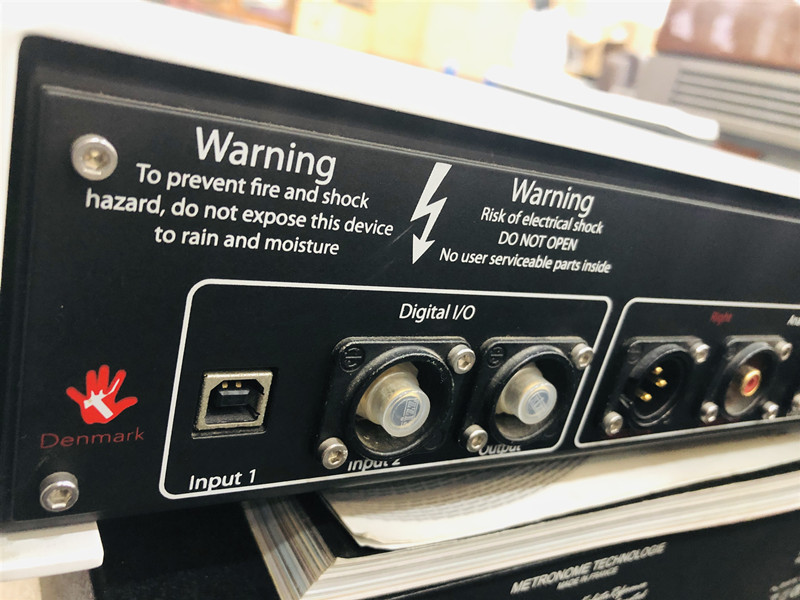 Warning
To prevent fire and shock
hazard, do not expose this device
to rain and moisture
Warning
Risk of electrical shock
DO NOT OPEN
No user serviceable parts inside
Digital I/O
Right
Denmark
Input 1
Input 2
Output
METRONOME TECHNOLOGIE
MADE IN FRANCE